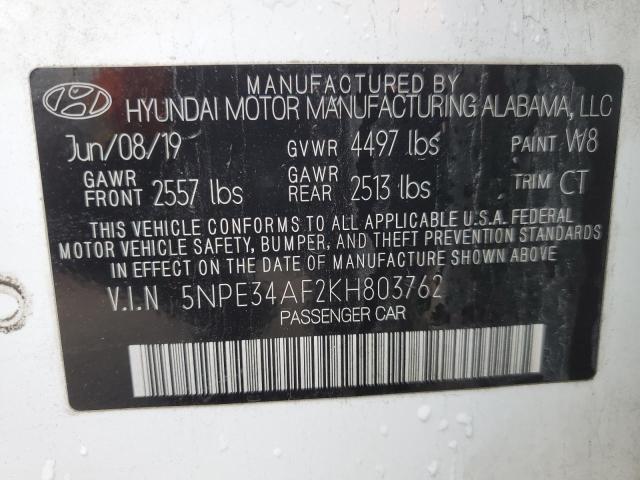 MANUFACTURED BY
HYUNDAI MOTOR MANUFACTURING ALABAMA, LLC
Jun/08/19 GVWR 4497 lbs PAINT W8
GAWR FRONT 2557 lbs GAWR REAR 2513 lbs TRIM CT
THIS VEHICLE CONFORMS TO ALL APPLICABLE U.S.A. FEDERAL
MOTOR VEHICLE SAFETY, BUMPER, AND THEFT PREVENTION STANDARDS
IN EFFECT ON THE DATE OF MANUFACTURE SHOWN ABOVE
V.I.N 5NPE34AF2KH803762
PASSENGER CAR